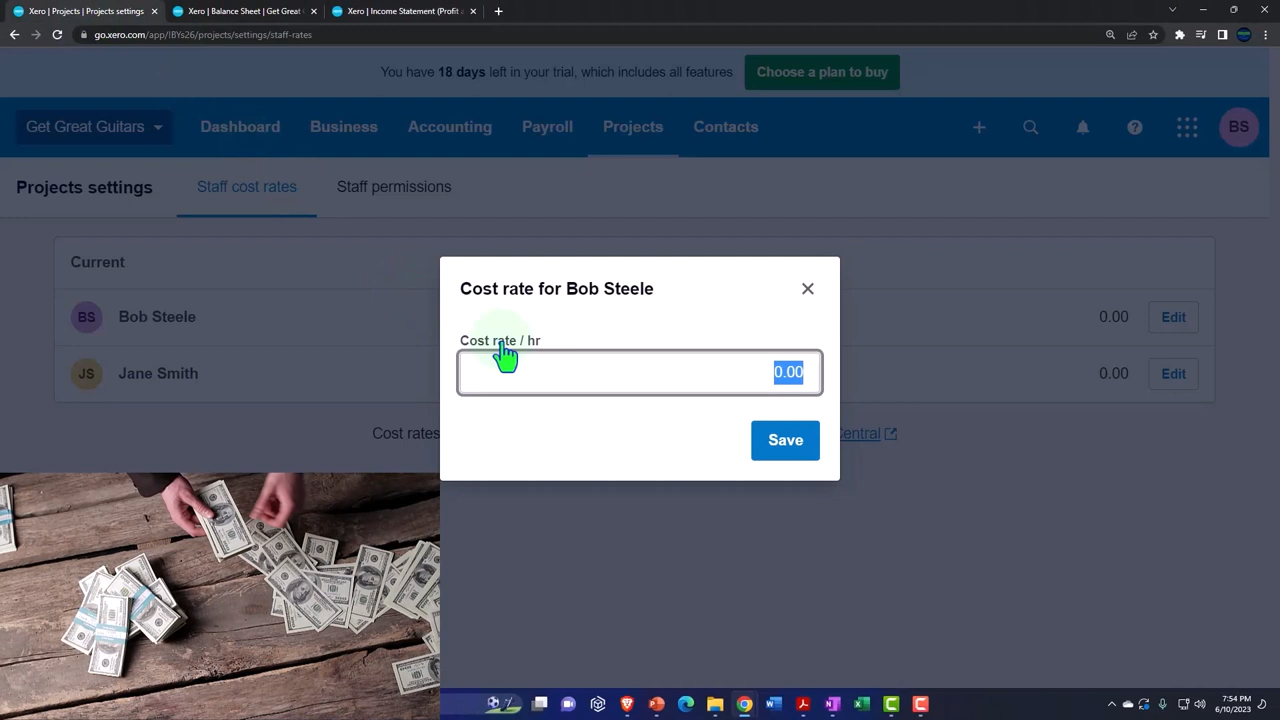 Xero | Projects | Projects settings
Xero | Balance Sheet | Get Great
Xero | Income Statement (Profit
go.xero.com/app/!BYs26/projects/settings/staff-rates
You have 18 days left in your trial, which includes all features
Choose a plan to buy
Get Great Guitars
Dashboard
Business
Accounting
Payroll
Projects
Contacts
BS
Projects settings
Staff cost rates
Staff permissions
Current
BS Bob Steele 0.00 Edit
JS Jane Smith 0.00 Edit
Cost rates
Central
Cost rate for Bob Steele
Cost rate / hr
0.00
Save
7:54 PM
6/10/2023